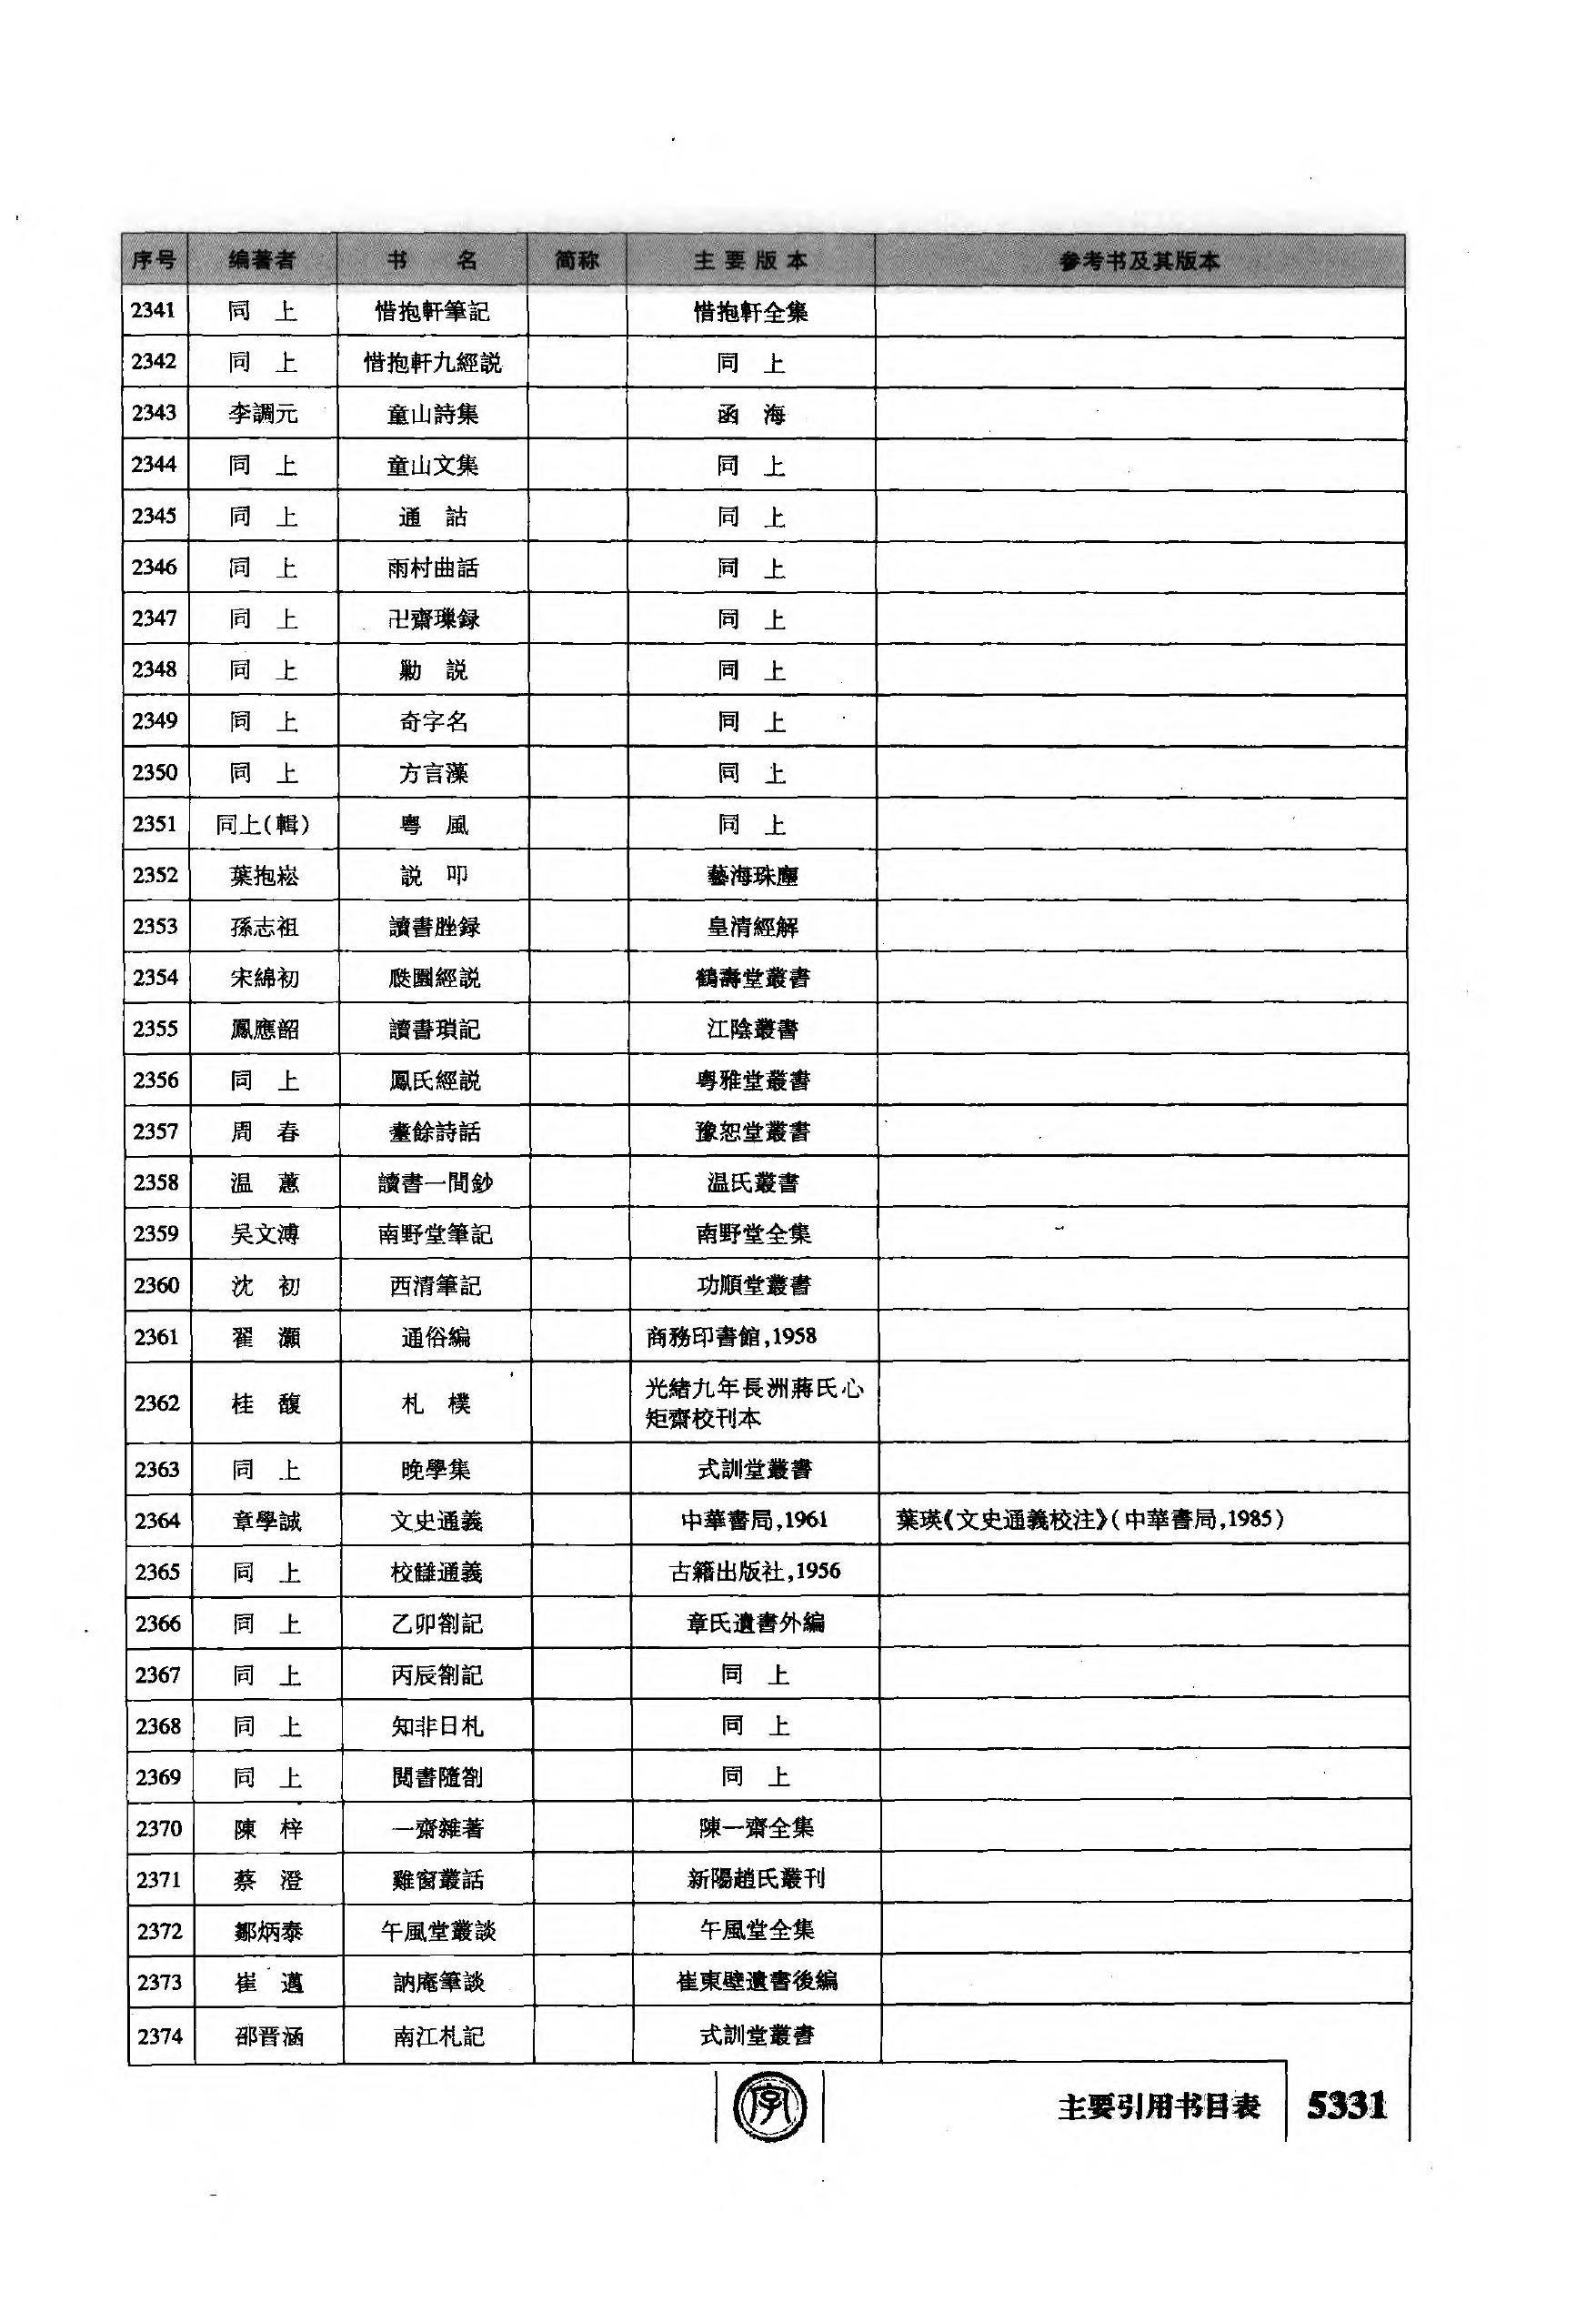 序号 编著者 书 名 简称 主要版本 参考书及其版本
2341 同 上 惜抱軒筆記 惜抱軒全集
2342 同 上 惜抱軒九經説 同 上
2343 李調元 童山詩集 函 海
2344 同 上 童山文集 同 上
2345 同 上 通 詁 同 上
2346 同 上 雨村曲話 同 上
2347 同 上 卍齋璅録 同 上
2348 同 上 勦 説 同 上
2349 同 上 奇字名 同 上
2350 同 上 方言藻 同 上
2351 同上(輯) 粤 風 同 上
2352 葉抱崧 説 叩 藝海珠塵
2353 孫志祖 讀書脞録 皇清經解
2354 宋綿初 瓞園經説 鶴壽堂叢書
2355 鳳應韶 讀書瑣記 江陰叢書
2356 同 上 鳳氏經説 粤雅堂叢書
2357 周 春 耋餘詩話 豫恕堂叢書
2358 温 蕙 讀書一間鈔 温氏叢書
2359 吴文溥 南野堂筆記 南野堂全集
2360 沈 初 西清筆記 功順堂叢書
2361 翟 灝 通俗編 商務印書館,1958
2362 桂 馥 札 樸 光緒九年長洲蔣氏心
矩齋校刊本
2363 同 上 晚學集 式訓堂叢書
2364 章學誠 文史通義 中華書局,1961 葉瑛《文史通義校注》(中華書局,1985)
2365 同 上 校讎通義 古籍出版社,1956
2366 同 上 乙卯劄記 章氏遺書外編
2367 同 上 丙辰劄記 同 上
2368 同 上 知非日札 同 上
2369 同 上 閲書隨劄 同 上
2370 陳 梓 一齋雜著 陳一齋全集
2371 蔡 澄 雞窗叢話 新陽趙氏叢刊
2372 鄒炳泰 午風堂叢談 午風堂全集
2373 崔 邁 訥庵筆談 崔東壁遺書後編
2374 邵晋涵 南江札記 式訓堂叢書
字 主要引用书目表 5331